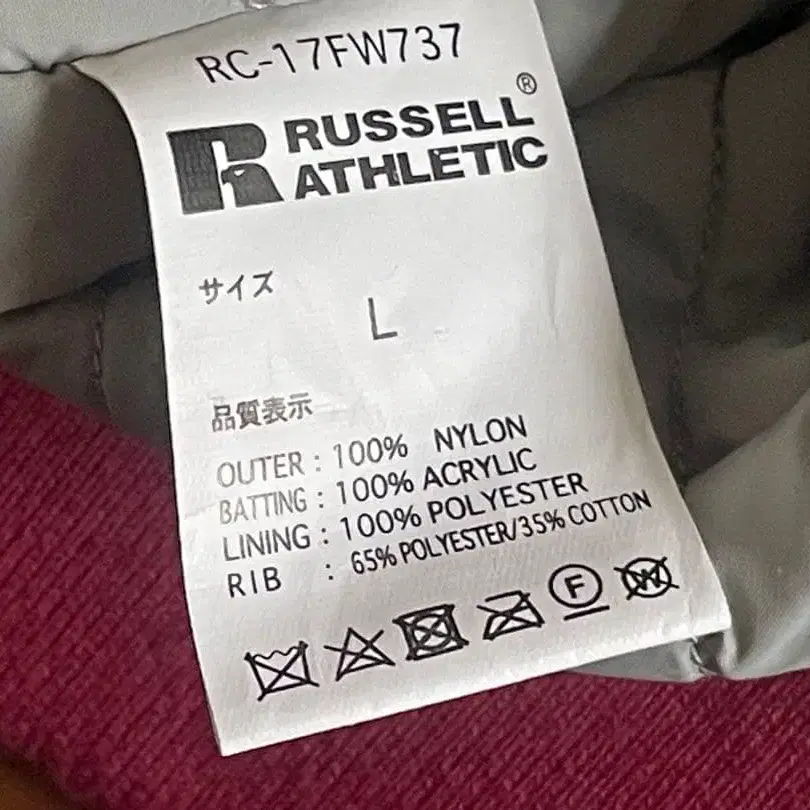 RC-17FW737
RUSSELL®
ATHLETIC
サイズ
L
品質表示
OUTER : 100% NYLON
BATTING : 100% ACRYLIC
LINING : 100% POLYESTER
RIB : 65% POLYESTER/35% COTTON
F
W